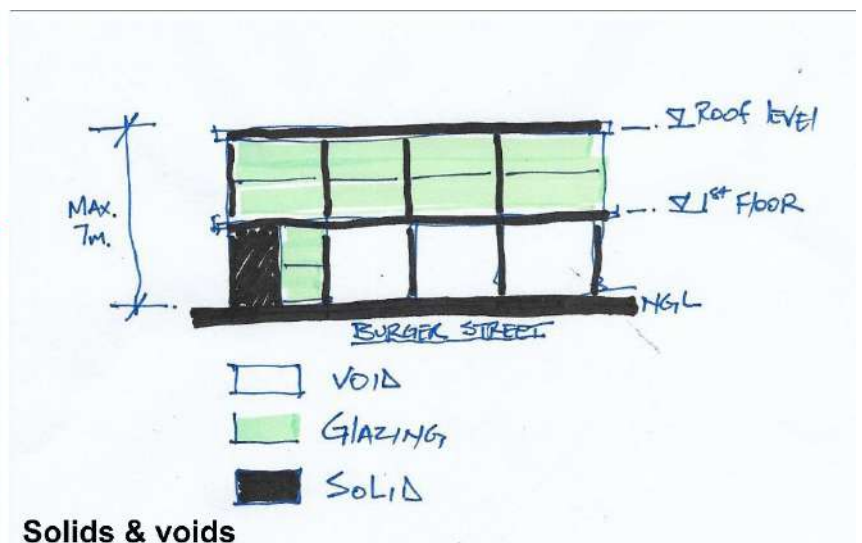 ROOF LEVEL
1ST FLOOR
MAX.
7m.
NGL
BURGER STREET
VOID
GLAZING
SOLID
Solids & voids